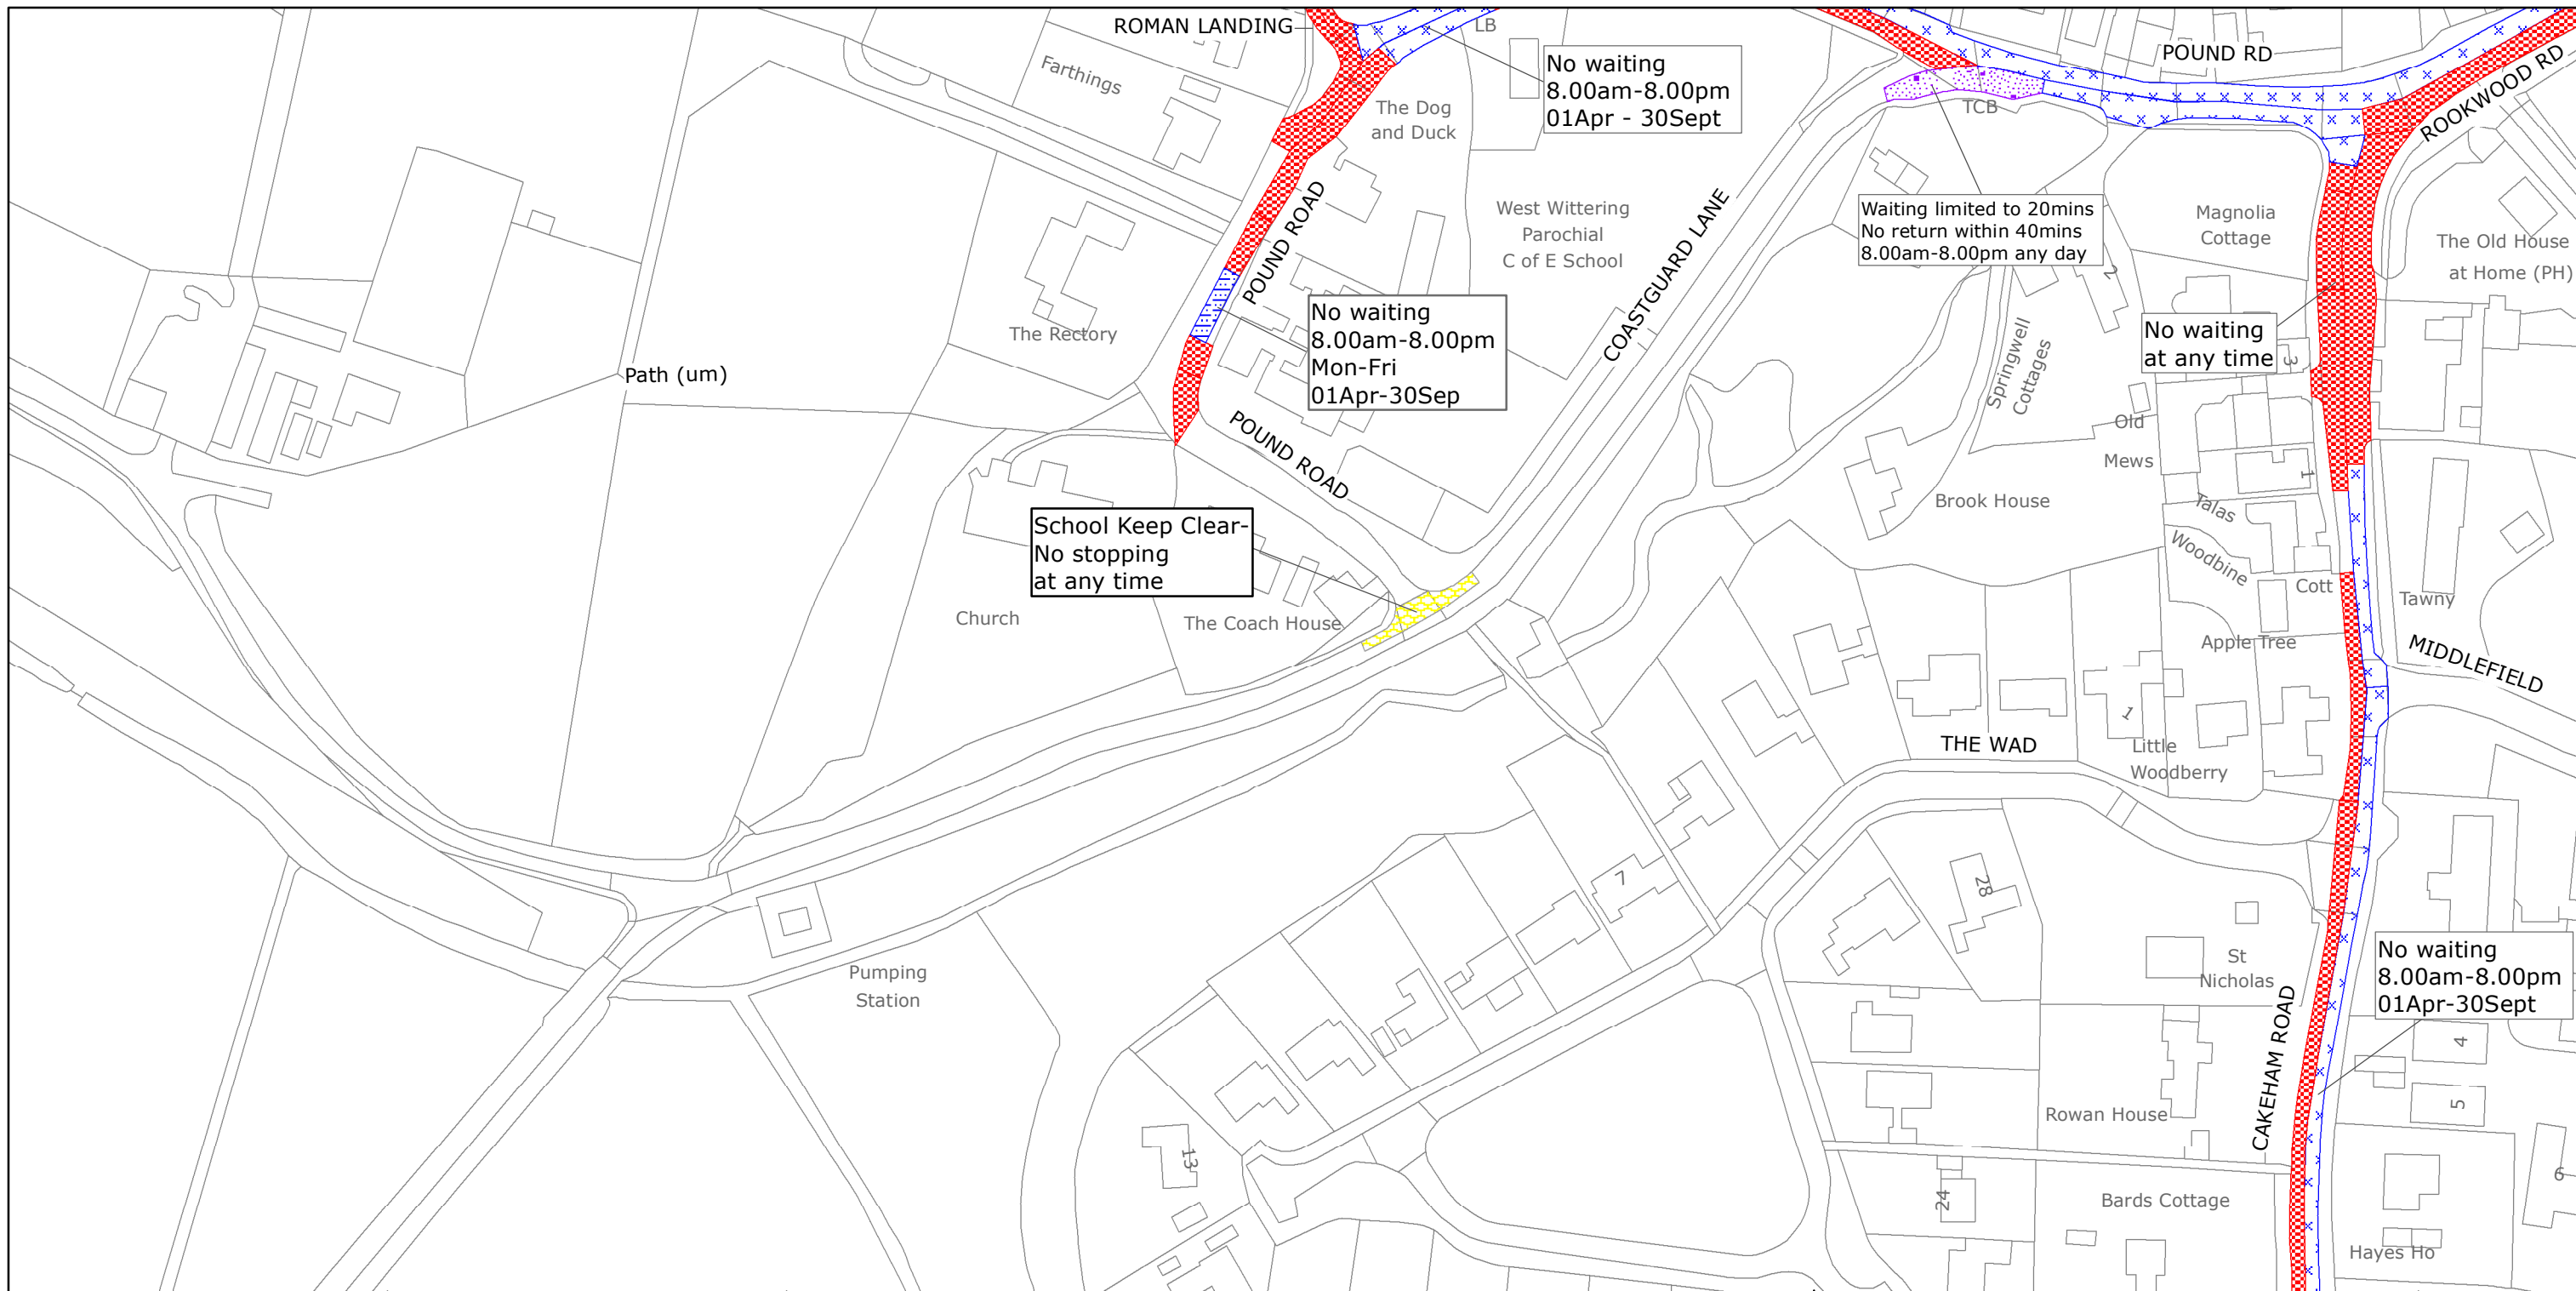 ROMAN LANDING
LB
POUND RD
ROOKWOOD RD
Farthings
No waiting
8.00am-8.00pm
01Apr - 30Sept
The Dog
and Duck
TCB
West Wittering
Parochial
C of E School
COASTGUARD LANE
Waiting limited to 20mins
No return within 40mins
8.00am-8.00pm any day
Magnolia
Cottage
The Old House
at Home (PH)
POUND ROAD
2
The Rectory
No waiting
8.00am-8.00pm
Mon-Fri
01Apr-30Sep
Springwell
Cottages
No waiting
at any time
3
Path (um)
POUND ROAD
Old
Mews
1
Brook House
Talas
Woodbine
Cott
School Keep Clear-
No stopping
at any time
Church
The Coach House
Tawny
Apple Tree
MIDDLEFIELD
1
THE WAD
Little
Woodberry
7
28
Pumping
Station
St
Nicholas
No waiting
8.00am-8.00pm
01Apr-30Sept
CAKEHAM ROAD
4
5
Rowan House
13
24
Bards Cottage
6
Hayes Ho